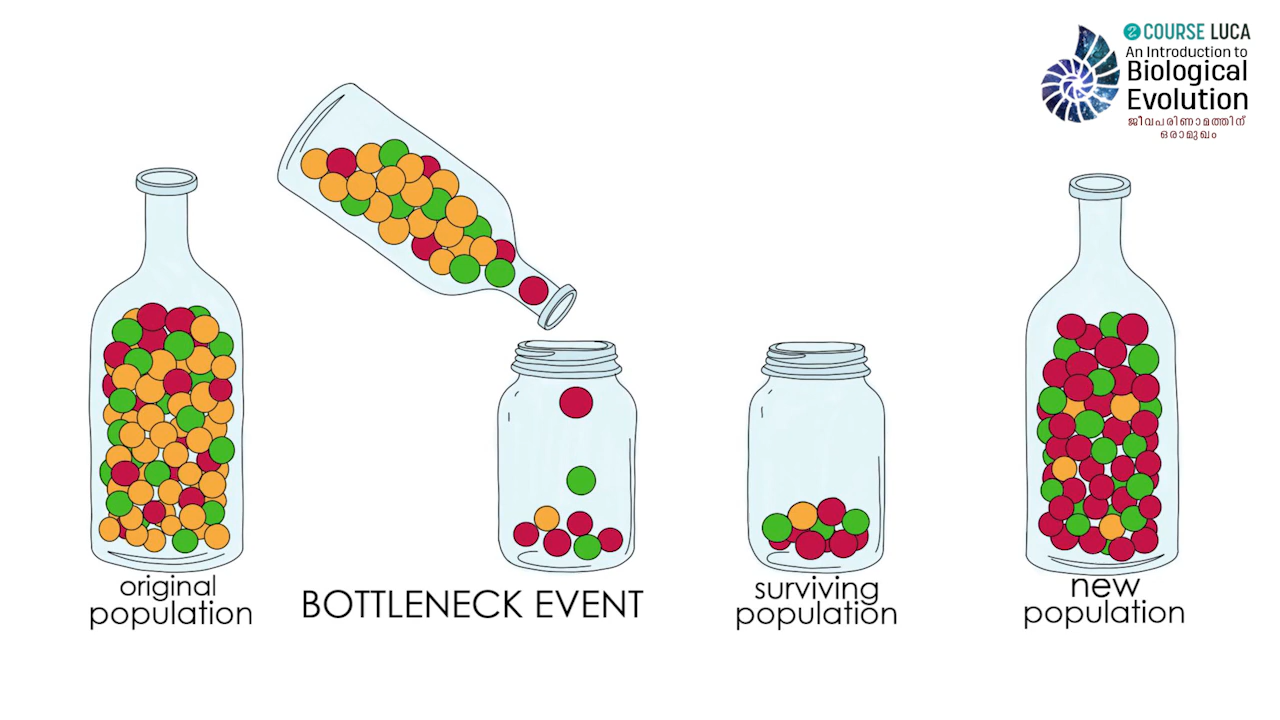 COURSE LUCA
An Introduction to
Biological
Evolution
ജീവപരിണാമത്തിന്
ഒരാമുഖം
original
population
BOTTLENECK EVENT
surviving
population
new
population